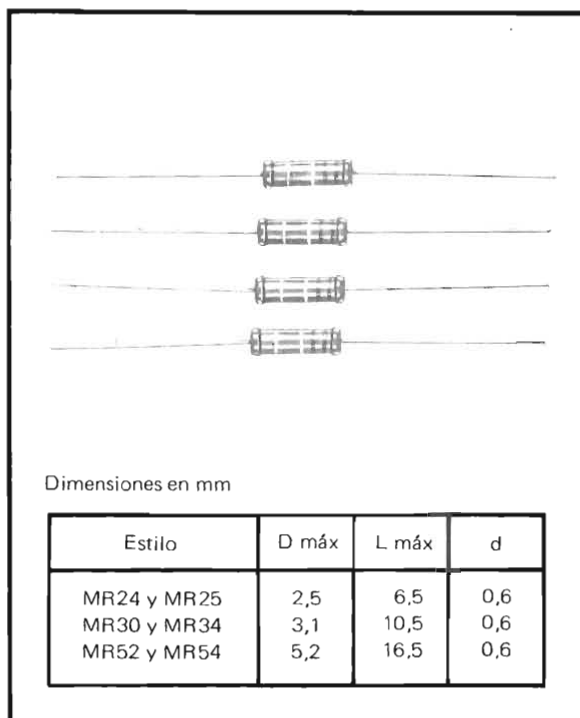 Dimensiones en mm
Estilo D máx L máx d
MR24 y MR25 2,5 6,5 0,6
MR30 y MR34 3,1 10,5 0,6
MR52 y MR54 5,2 16,5 0,6